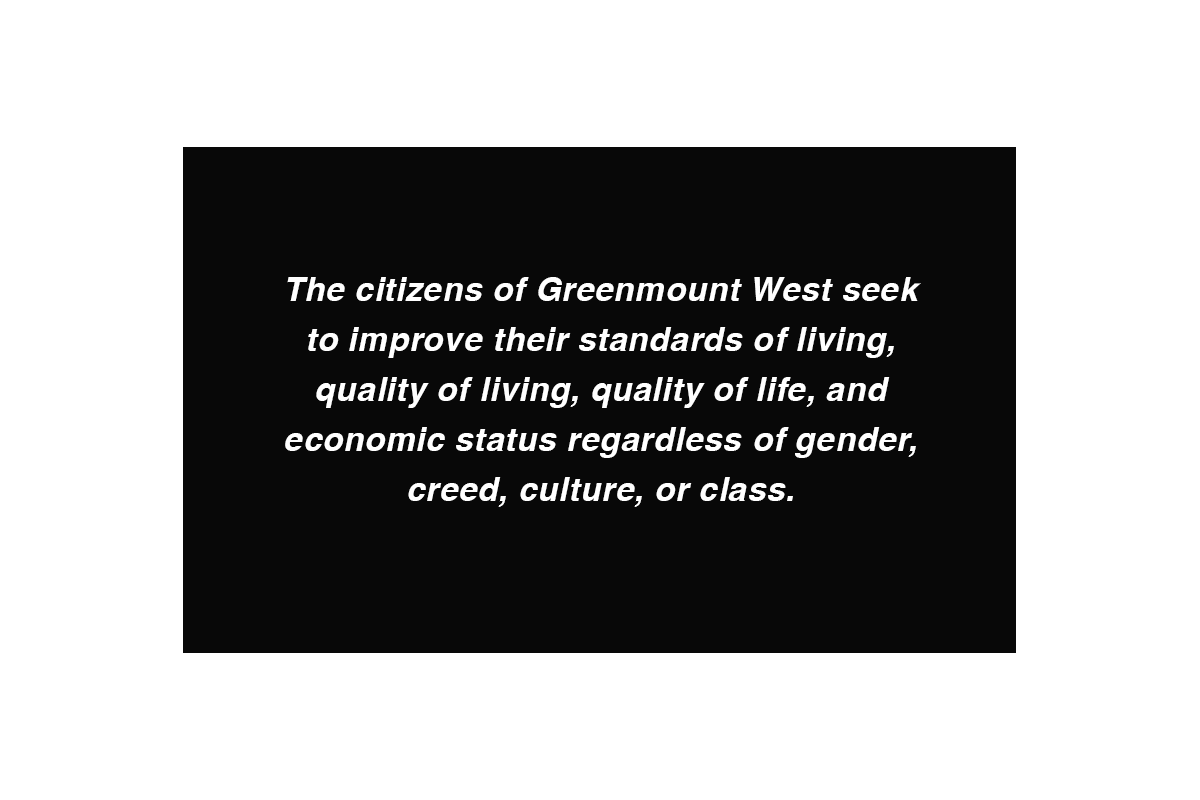 The citizens of Greenmount West seek
to improve their standards of living,
quality of living, quality of life, and
economic status regardless of gender,
creed, culture, or class.